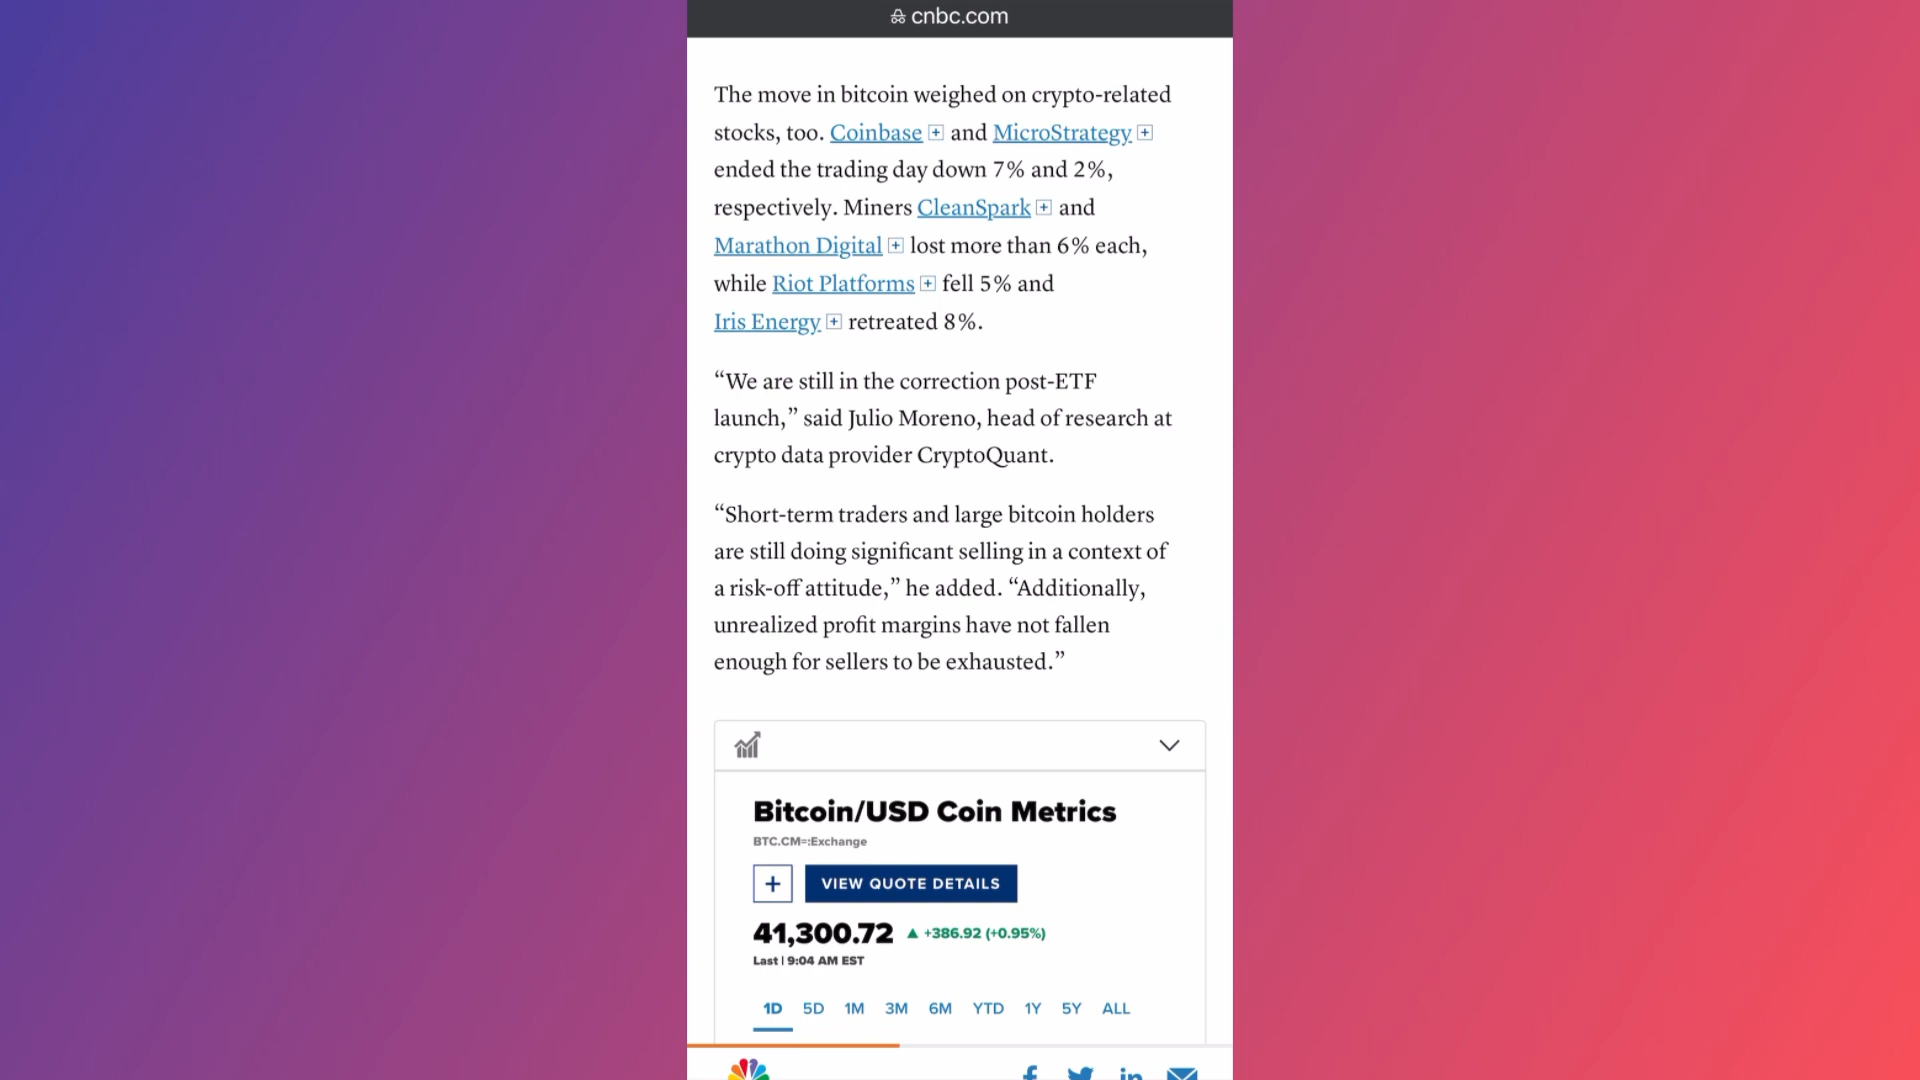 cnbc.com
The move in bitcoin weighed on crypto-related
stocks, too. Coinbase + and MicroStrategy +
ended the trading day down 7% and 2%,
respectively. Miners CleanSpark + and
Marathon Digital + lost more than 6% each,
while Riot Platforms + fell 5% and
Iris Energy + retreated 8%.
“We are still in the correction post-ETF
launch,” said Julio Moreno, head of research at
crypto data provider CryptoQuant.
“Short-term traders and large bitcoin holders
are still doing significant selling in a context of
a risk-off attitude,” he added. “Additionally,
unrealized profit margins have not fallen
enough for sellers to be exhausted.”
Bitcoin/USD Coin Metrics
BTC.CM=:Exchange
+ VIEW QUOTE DETAILS
41,300.72 ▲ +386.92 (+0.95%)
Last | 9:04 AM EST
1D 5D 1M 3M 6M YTD 1Y 5Y ALL